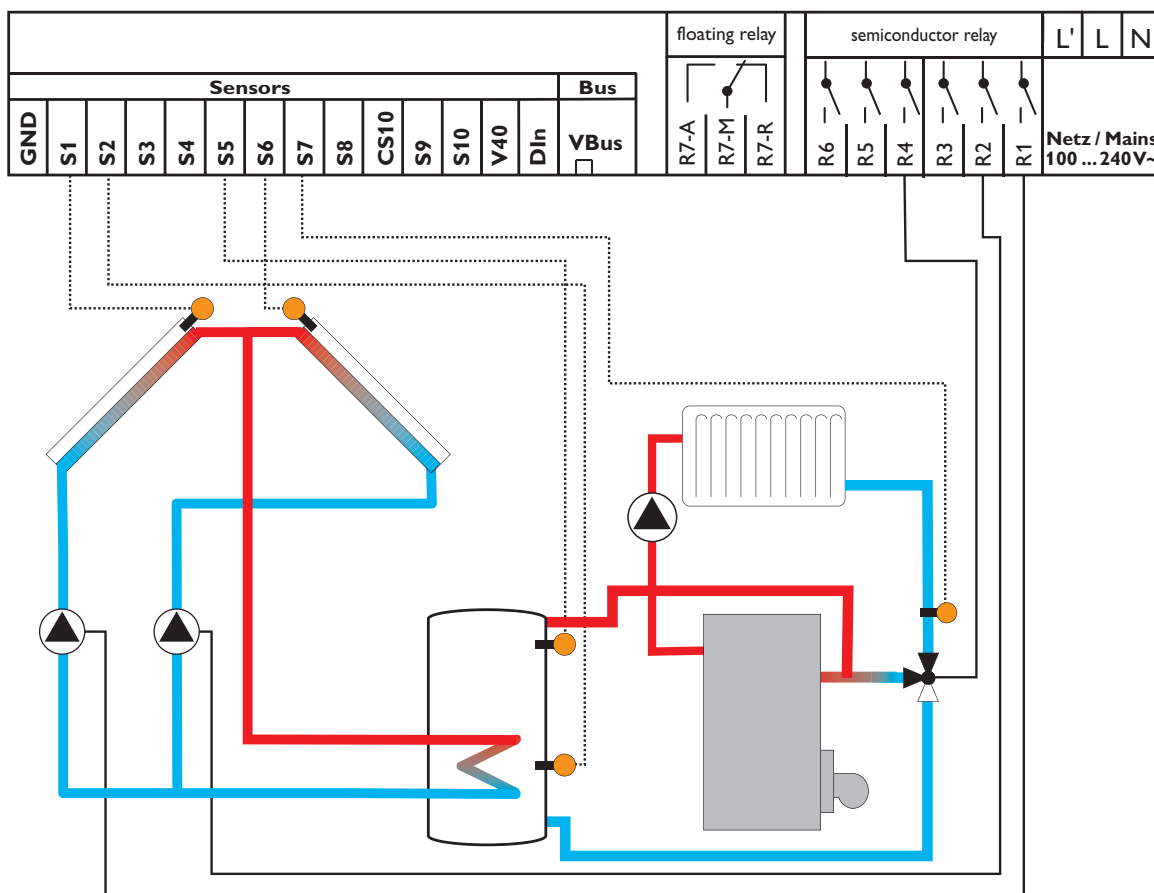 floating relay
semiconductor relay
L' L N
Sensors
Bus
GND
S1
S2
S3
S4
S5
S6
S7
S8
CS10
S9
S10
V40
DIn
VBus
R7-A
R7-M
R7-R
R6
R5
R4
R3
R2
R1
Netz / Mains
100 ... 240 V~